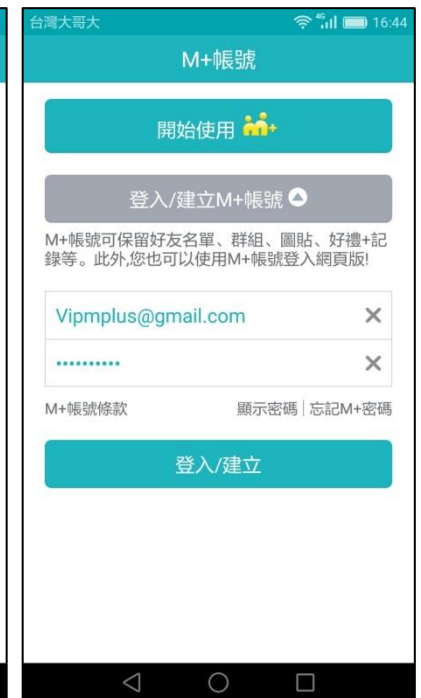 台灣大哥大 4G 16:44
M+帳號
開始使用
登入/建立M+帳號
M+帳號可保留好友名單、群組、圖貼、好禮+記
錄等。此外,您也可以使用M+帳號登入網頁版!
Vipmplus@gmail.com
••••••••••
M+帳號條款 顯示密碼 | 忘記M+密碼
登入/建立